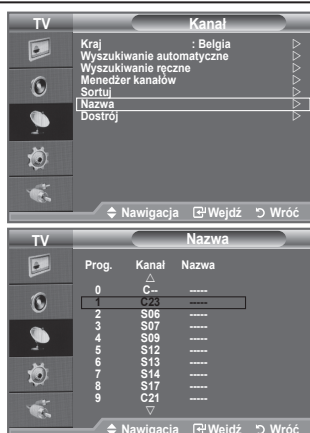 TV Kanał
Kraj : Belgia
Wyszukiwanie automatyczne
Wyszukiwanie ręczne
Menedżer kanałów
Sortuj
Nazwa
Dostrój
Nawigacja Wejdź Wróć
TV Nazwa
Prog. Kanał Nazwa
0 C-- -----
1 C23 -----
2 S06 -----
3 S07 -----
4 S09 -----
5 S12 -----
6 S13 -----
7 S14 -----
8 S17 -----
9 C21 -----
Nawigacja Wejdź Wróć